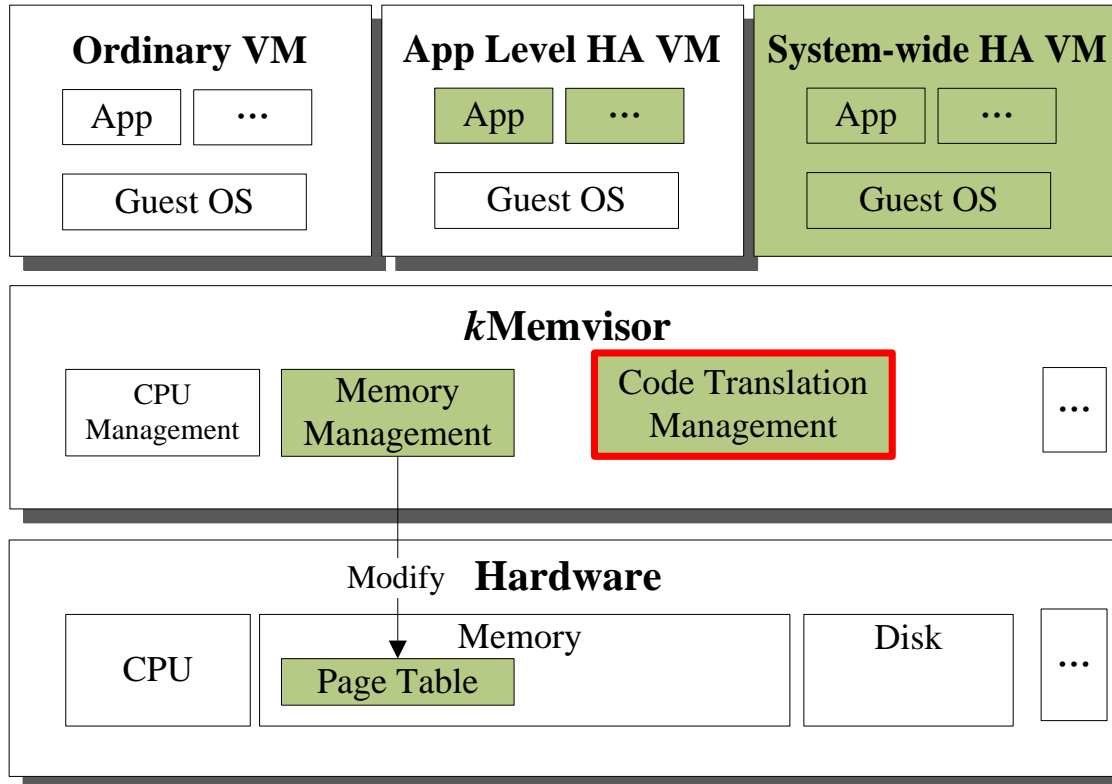 Ordinary VM
App
...
Guest OS
App Level HA VM
App
...
Guest OS
System-wide HA VM
App
...
Guest OS
kMemvisor
CPU
Management
Memory
Management
Code Translation
Management
...
Modify
Hardware
CPU
Memory
Page Table
Disk
...